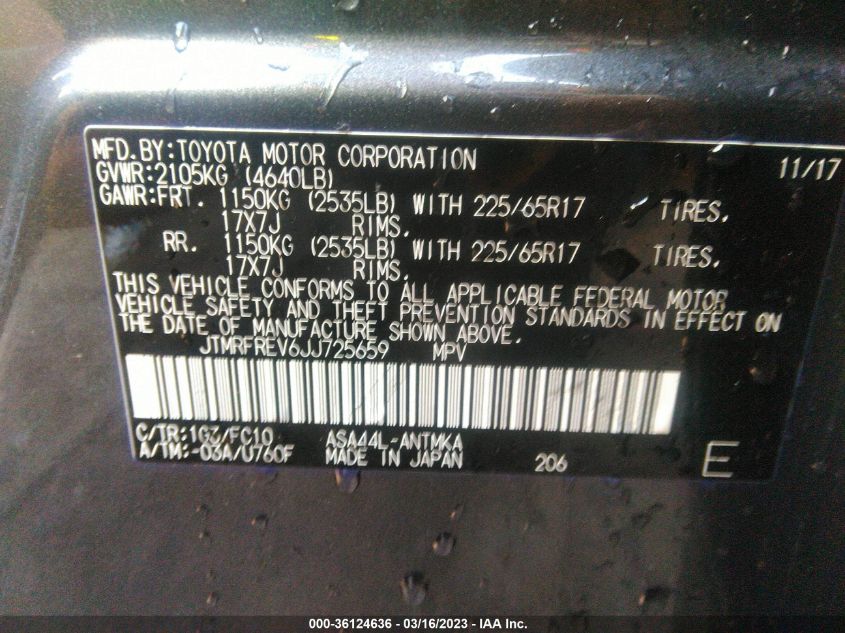 MFD.BY:TOYOTA MOTOR CORPORATION 11/17
GVWR:2105KG (4640LB)
GAWR:FRT. 1150KG (2535LB) WITH 225/65R17 TIRES.
17X7J RIMS.
RR. 1150KG (2535LB) WITH 225/65R17 TIRES.
17X7J RIMS.
THIS VEHICLE CONFORMS TO ALL APPLICABLE FEDERAL MOTOR
VEHICLE SAFETY AND THEFT PREVENTION STANDARDS IN EFFECT ON
THE DATE OF MANUFACTURE SHOWN ABOVE.
JTMRFREV6JJ725659 MPV
C/TR:1G3/FC10 ASA44L-ANTMKA
A/TM:-03A/U760F MADE IN JAPAN 206 E
000-36124636 - 03/16/2023 - IAA Inc.